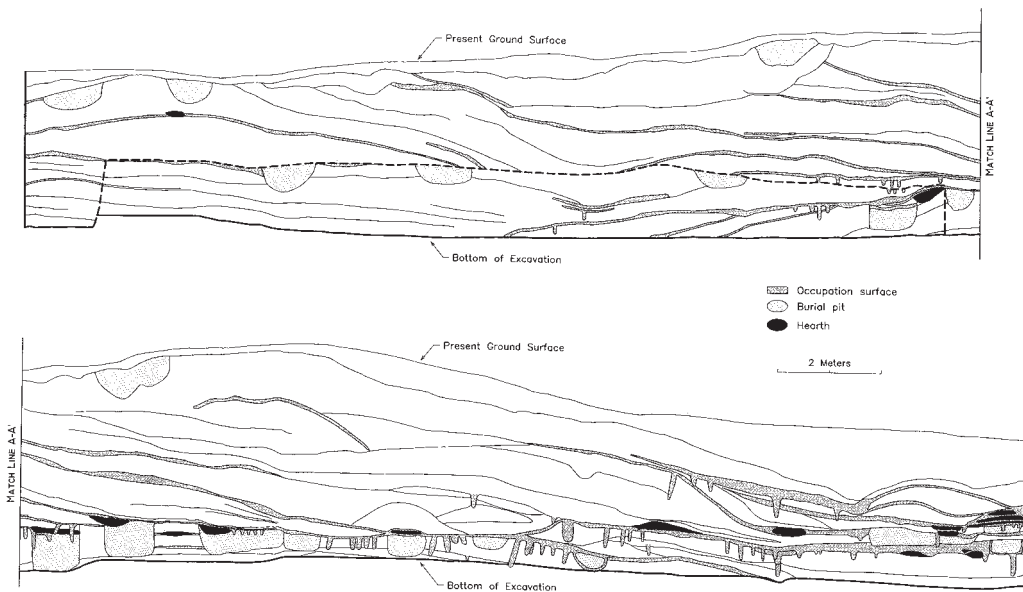 Present Ground Surface
MATCH LINE A-A'
Bottom of Excavation
Occupation surface
Burial pit
Hearth
2 Meters
Present Ground Surface
MATCH LINE A-A'
Bottom of Excavation